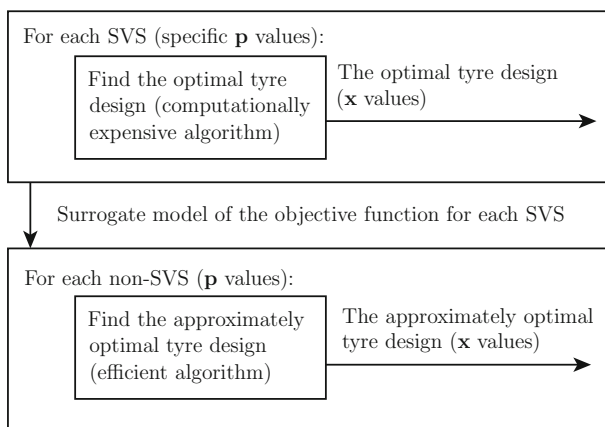 For each SVS (specific p values):
Find the optimal tyre
design (computationally
expensive algorithm)
The optimal tyre design
(x values)
Surrogate model of the objective function for each SVS
For each non-SVS (p values):
Find the approximately
optimal tyre design
(efficient algorithm)
The approximately optimal
tyre design (x values)